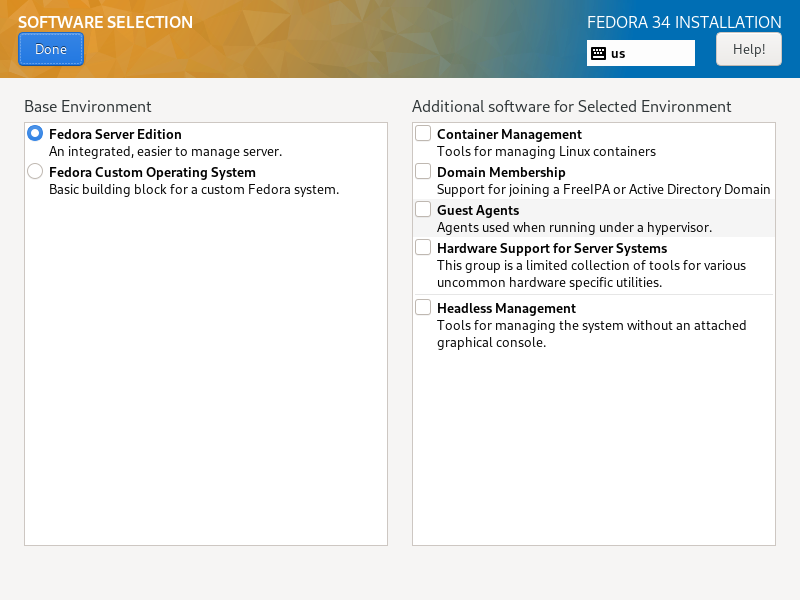 SOFTWARE SELECTION
FEDORA 34 INSTALLATION
Done
us
Help!
Base Environment
Fedora Server Edition
An integrated, easier to manage server.
Fedora Custom Operating System
Basic building block for a custom Fedora system.
Additional software for Selected Environment
Container Management
Tools for managing Linux containers
Domain Membership
Support for joining a FreeIPA or Active Directory Domain
Guest Agents
Agents used when running under a hypervisor.
Hardware Support for Server Systems
This group is a limited collection of tools for various
uncommon hardware specific utilities.
Headless Management
Tools for managing the system without an attached
graphical console.